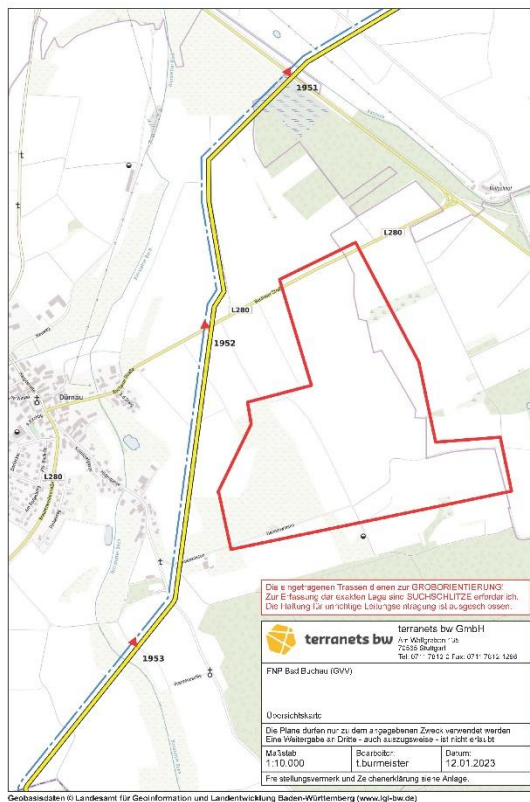 1951
L280
L280
1952
Dürnau
L280
1953
Die eingetragenen Trassen dienen zur GROBORIENTIERUNG!
Zur Erfassung der exakten Lage sind SUCHSCHLITZE erforderlich.
Die Haftung für unrichtige Leitungseintragung ist ausgeschlossen.
terranets bw
terranets bw GmbH
Am Wallgraben 135
70565 Stuttgart
FNP Bad Buchau (GVV)
Übersichtskarte
Die Pläne dürfen nur zu dem angegebenen Zweck verwendet werden
Eine Weitergabe an Dritte - auch auszugsweise - ist nicht erlaubt
Maßstab
Bearbeiter:
Datum:
1:10.000
t.burmeister
12.01.2023
Freistellungsvermerk und Zeichenerklärung siehe Anlage.
Geobasisdaten © Landesamt für Geoinformation und Landentwicklung Baden-Württemberg (www.lgl-bw.de)